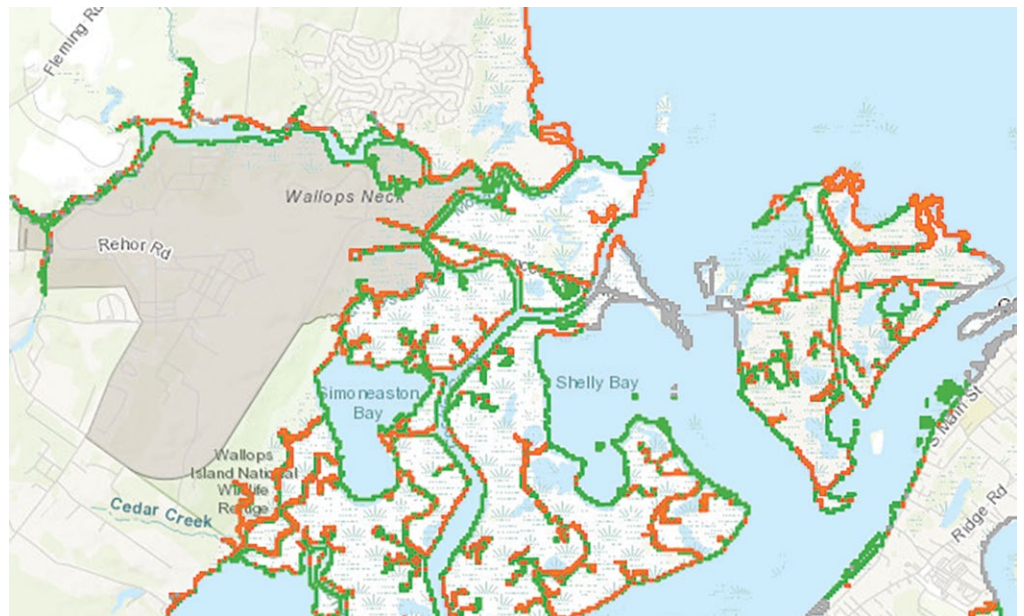 Fleming Rd
Wallops Neck
Rehor Rd
Simoneaston
Bay
Shelly Bay
Wallops
Island National
Wildlife
Refuge
Cedar Creek
S Main St
Ridge Rd